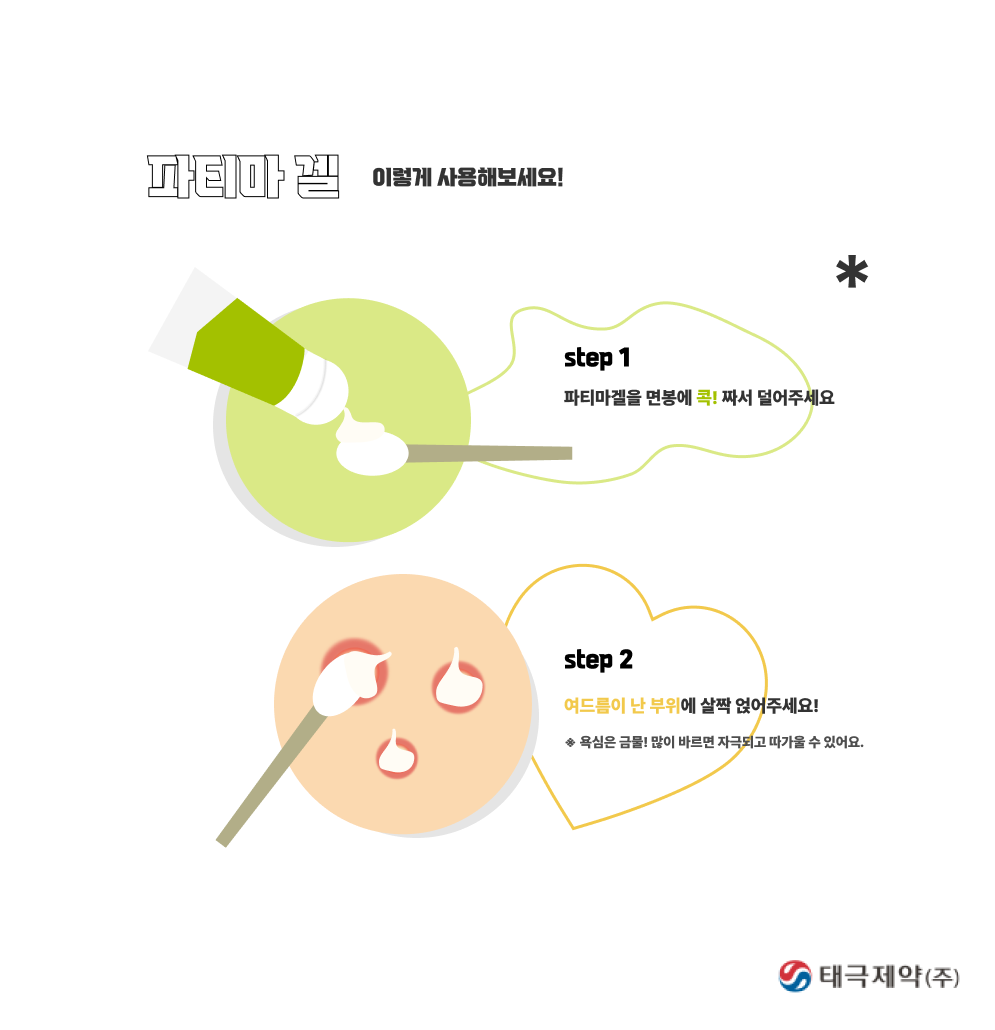 파티마 겔 이렇게 사용해보세요!
*
step 1
파티마겔을 면봉에 콕! 짜서 덜어주세요
step 2
여드름이 난 부위에 살짝 얹어주세요!
※ 욕심은 금물! 많이 바르면 자극되고 따가울 수 있어요.
태극제약(주)